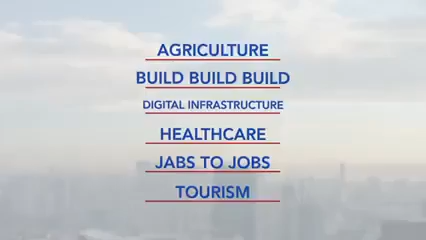 AGRICULTURE
BUILD BUILD BUILD
DIGITAL INFRASTRUCTURE
HEALTHCARE
JABS TO JOBS
TOURISM